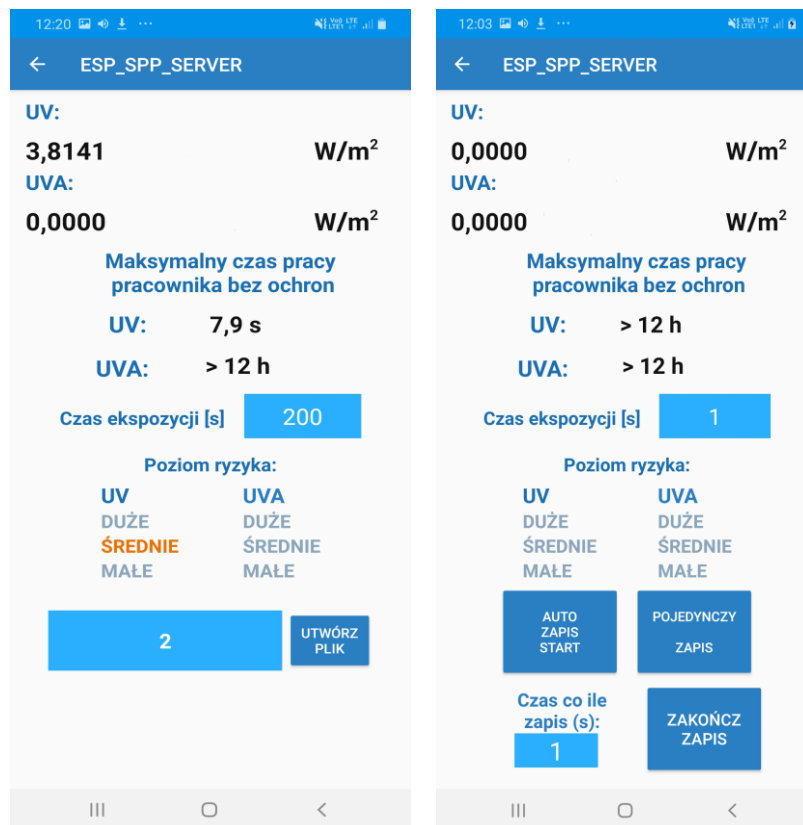 12:20
ESP_SPP_SERVER
UV:
3,8141 W/m²
UVA:
0,0000 W/m²
Maksymalny czas pracy
pracownika bez ochron
UV: 7,9 s
UVA: > 12 h
Czas ekspozycji [s] 200
Poziom ryzyka:
UV UVA
DUŻE DUŻE
ŚREDNIE ŚREDNIE
MAŁE MAŁE
2
UTWÓRZ
PLIK
12:03
ESP_SPP_SERVER
UV:
0,0000 W/m²
UVA:
0,0000 W/m²
Maksymalny czas pracy
pracownika bez ochron
UV: > 12 h
UVA: > 12 h
Czas ekspozycji [s] 1
Poziom ryzyka:
UV UVA
DUŻE DUŻE
ŚREDNIE ŚREDNIE
MAŁE MAŁE
AUTO
ZAPIS
START
POJEDYNCZY
ZAPIS
Czas co ile
zapis (s):
1
ZAKOŃCZ
ZAPIS